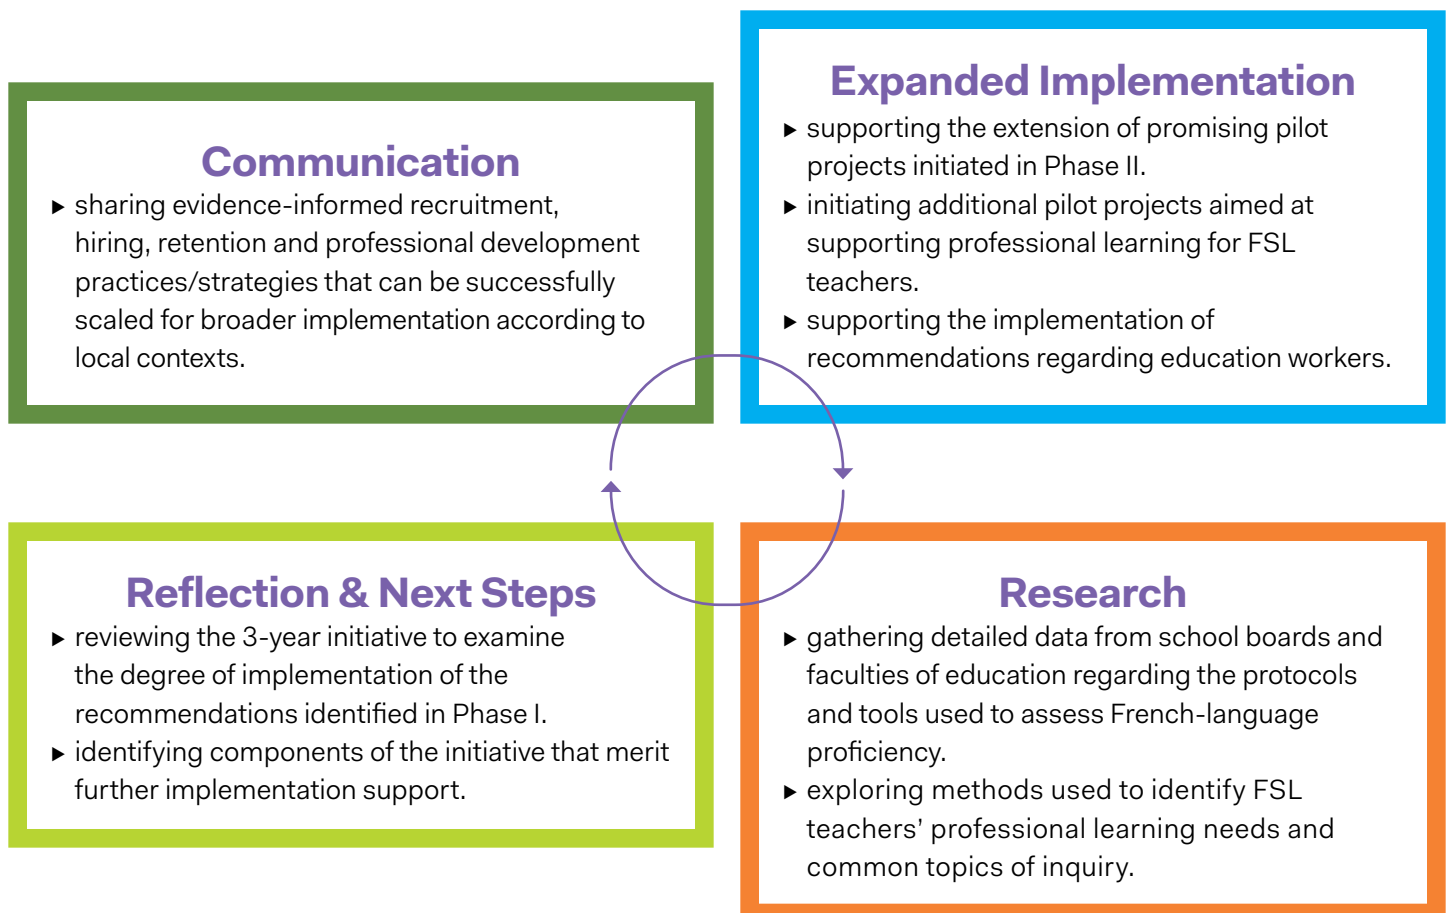 Communication
▸ sharing evidence-informed recruitment,
hiring, retention and professional development
practices/strategies that can be successfully
scaled for broader implementation according to
local contexts.
Expanded Implementation
▸ supporting the extension of promising pilot
projects initiated in Phase II.
▸ initiating additional pilot projects aimed at
supporting professional learning for FSL
teachers.
▸ supporting the implementation of
recommendations regarding education workers.
Reflection & Next Steps
▸ reviewing the 3-year initiative to examine
the degree of implementation of the
recommendations identified in Phase I.
▸ identifying components of the initiative that merit
further implementation support.
Research
▸ gathering detailed data from school boards and
faculties of education regarding the protocols
and tools used to assess French-language
proficiency.
▸ exploring methods used to identify FSL
teachers’ professional learning needs and
common topics of inquiry.